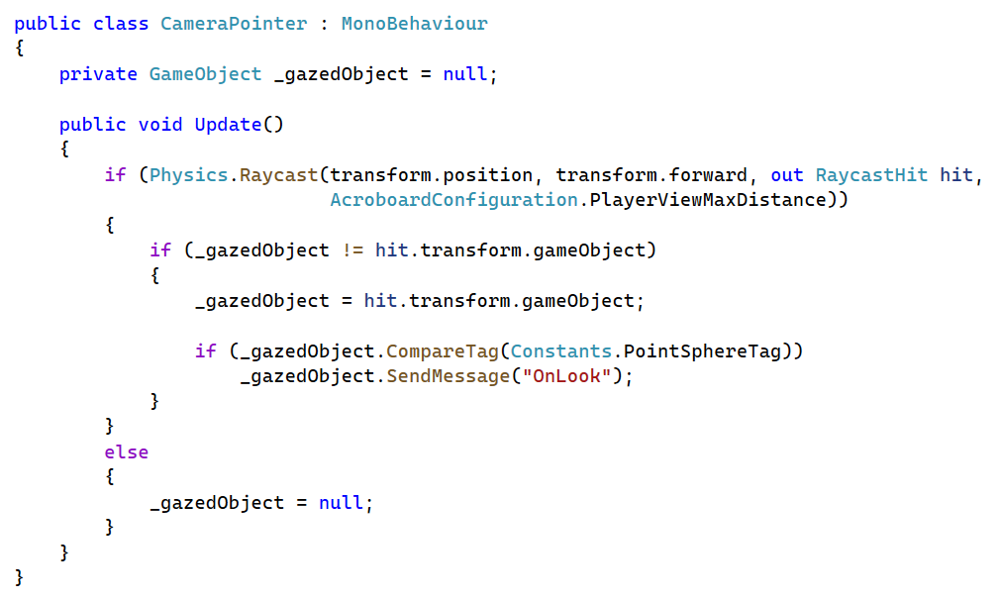 public class CameraPointer : MonoBehaviour
{
    private GameObject _gazedObject = null;

    public void Update()
    {
        if (Physics.Raycast(transform.position, transform.forward, out RaycastHit hit,
                            AcroboardConfiguration.PlayerViewMaxDistance))
        {
            if (_gazedObject != hit.transform.gameObject)
            {
                _gazedObject = hit.transform.gameObject;

                if (_gazedObject.CompareTag(Constants.PointSphereTag))
                    _gazedObject.SendMessage("OnLook");
            }
        }
        else
        {
            _gazedObject = null;
        }
    }
}